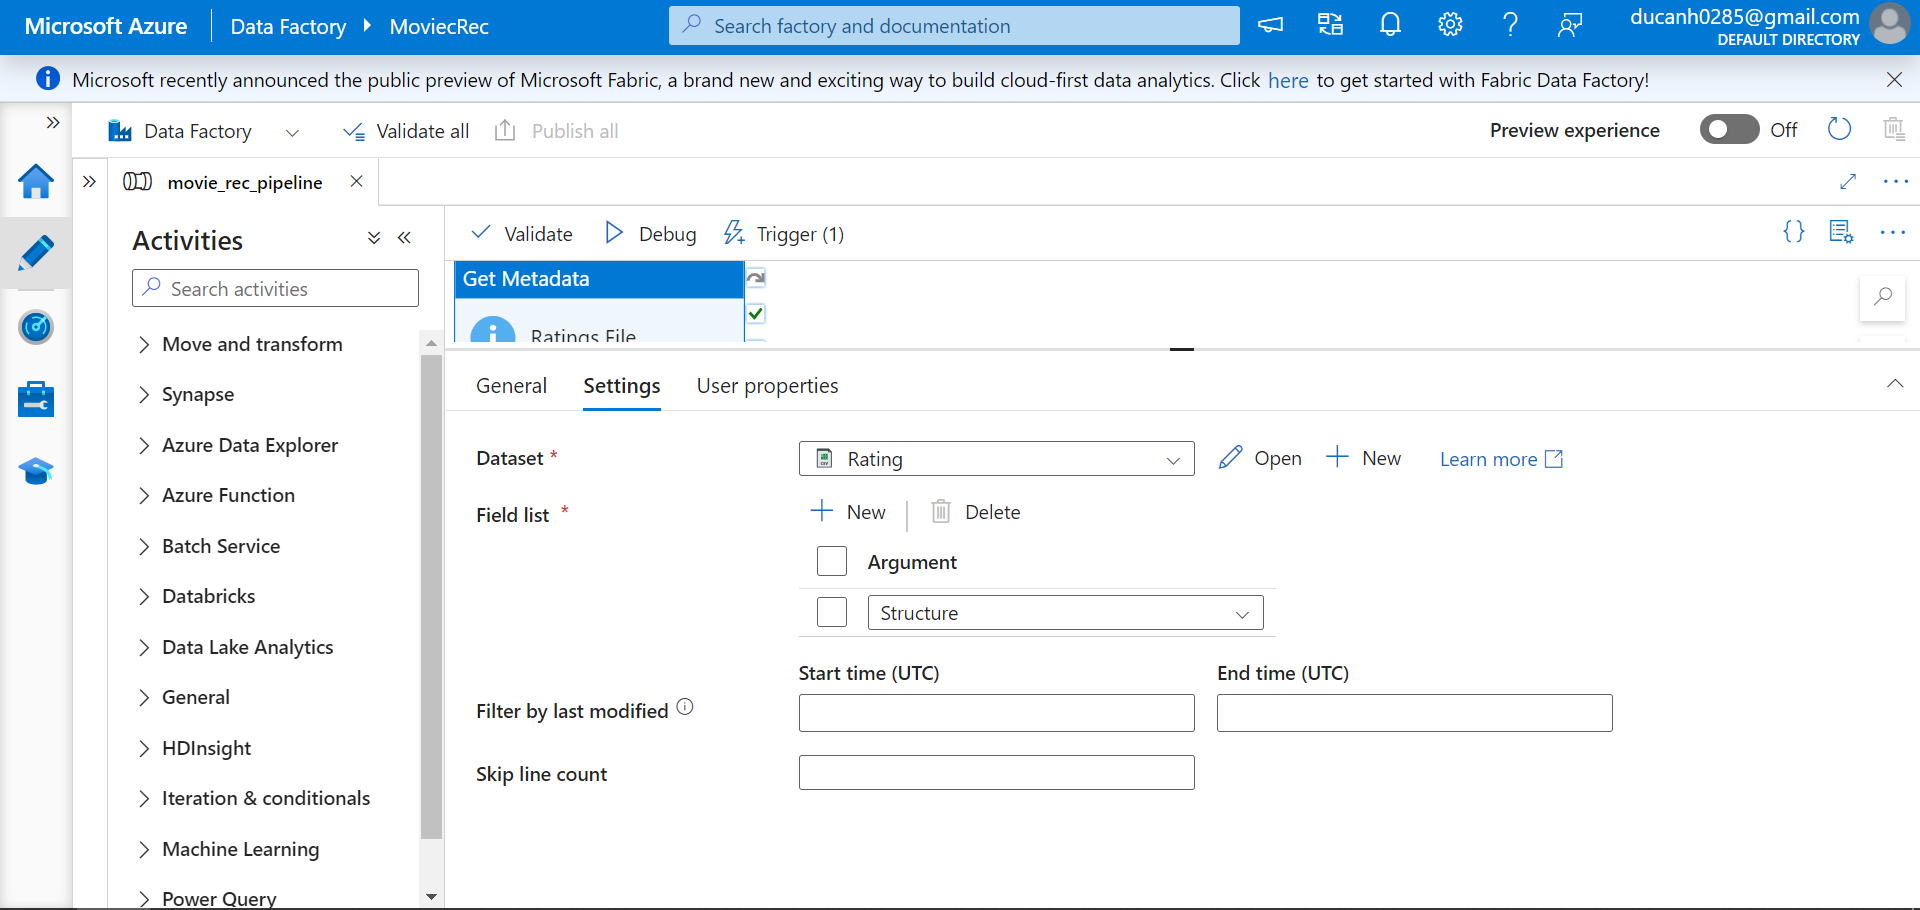 Microsoft Azure
Data Factory
MoviecRec
Search factory and documentation
ducanh0285@gmail.com
DEFAULT DIRECTORY
Microsoft recently announced the public preview of Microsoft Fabric, a brand new and exciting way to build cloud-first data analytics. Click here to get started with Fabric Data Factory!
Data Factory
Validate all
Publish all
Preview experience
Off
movie_rec_pipeline
Activities
Search activities
Move and transform
Synapse
Azure Data Explorer
Azure Function
Batch Service
Databricks
Data Lake Analytics
General
HDInsight
Iteration & conditionals
Machine Learning
Power Query
Validate
Debug
Trigger (1)
Get Metadata
Ratings File
General
Settings
User properties
Dataset *
Rating
Open
New
Learn more
Field list *
New
Delete
Argument
Structure
Start time (UTC)
End time (UTC)
Filter by last modified
Skip line count